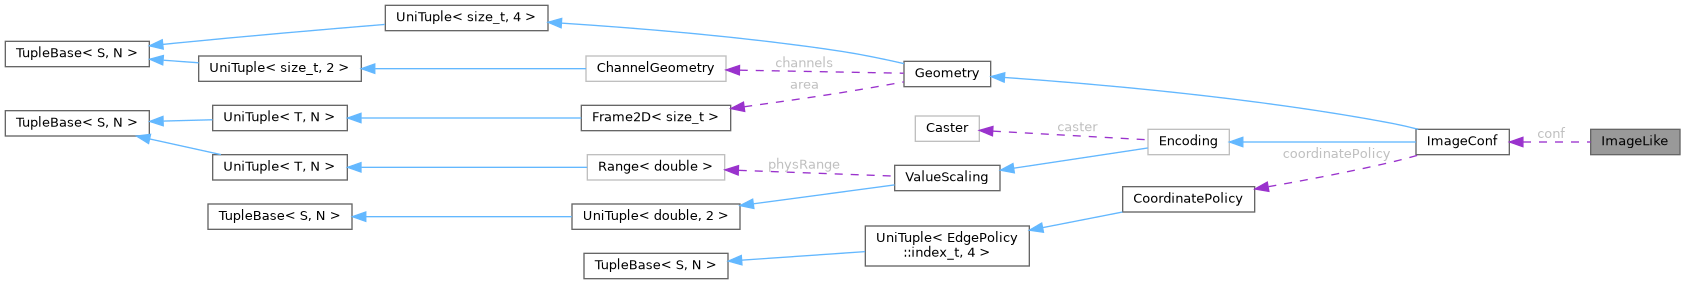 UniTuple< size_t, 4 >
TupleBase< S, N >
UniTuple< size_t, 2 >
ChannelGeometry
channels
area
Geometry
TupleBase< S, N >
UniTuple< T, N >
Frame2D< size_t >
Caster
caster
Encoding
ImageConf
conf
ImageLike
UniTuple< T, N >
Range< double >
physRange
ValueScaling
coordinatePolicy
CoordinatePolicy
TupleBase< S, N >
UniTuple< double, 2 >
UniTuple< EdgePolicy
::index_t, 4 >
TupleBase< S, N >